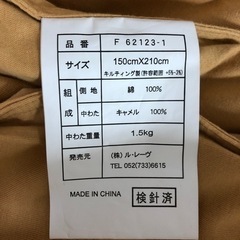 品番 F 62123-1
サイズ 150cmX210cm
キルティング製(許容範囲 +5%-3%)
組成 側地 綿 100%
中わた キャメル 100%
中わた重量 1.5kg
発売元 (株)ル・レーヴ
TEL 052(733)6615
MADE IN CHINA 検針済